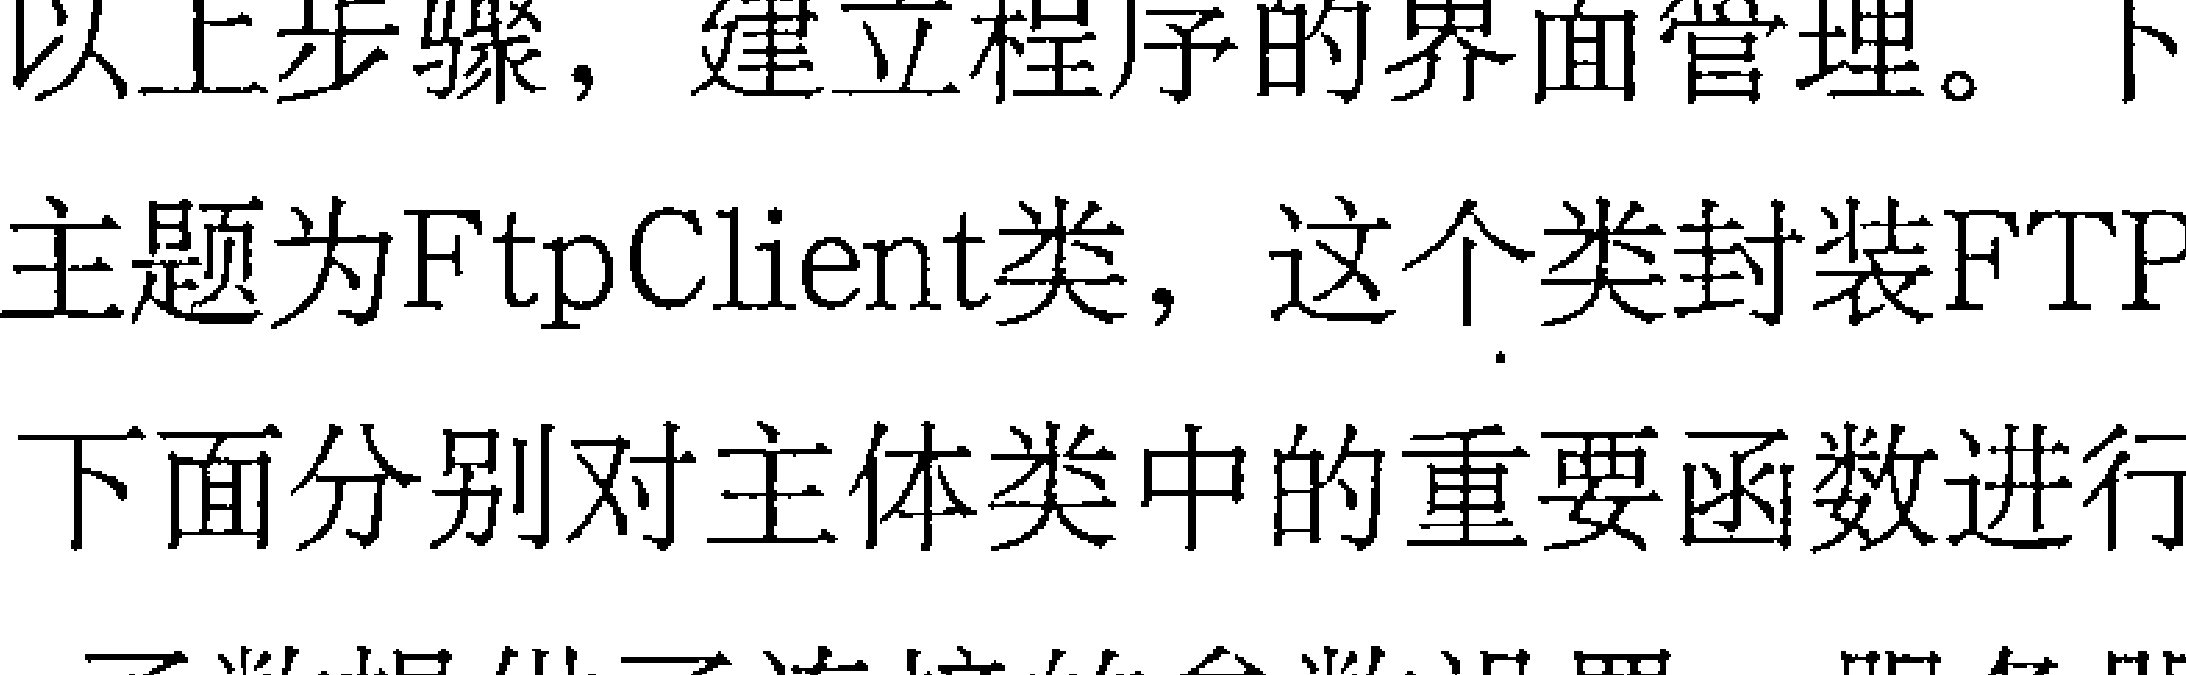 以上步骤，建立程序的界面管理。下
主题为FtpClient类，这个类封装FTP
下面分别对主体类中的重要函数进行